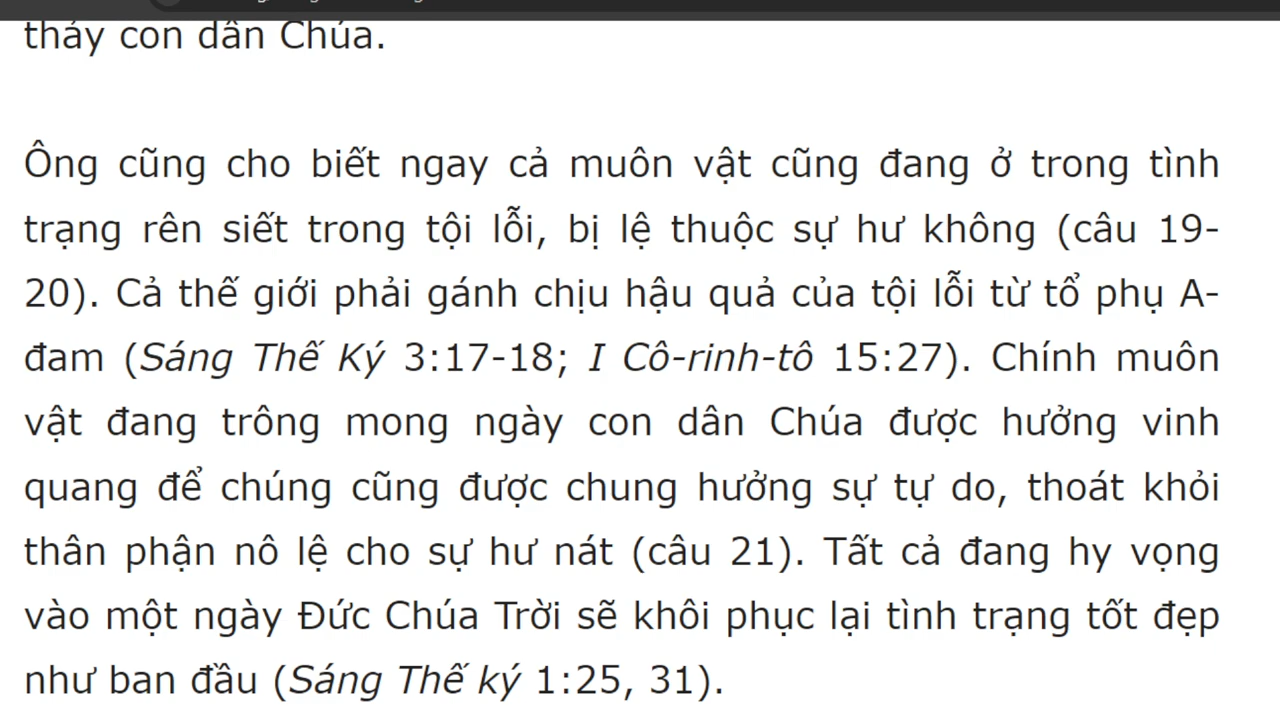 thảy con dân Chúa.
Ông cũng cho biết ngay cả muôn vật cũng đang ở trong tình
trạng rên siết trong tội lỗi, bị lệ thuộc sự hư không (câu 19-
20). Cả thế giới phải gánh chịu hậu quả của tội lỗi từ tổ phụ A-
đam (Sáng Thế Ký 3:17-18; I Cô-rinh-tô 15:27). Chính muôn
vật đang trông mong ngày con dân Chúa được hưởng vinh
quang để chúng cũng được chung hưởng sự tự do, thoát khỏi
thân phận nô lệ cho sự hư nát (câu 21). Tất cả đang hy vọng
vào một ngày Đức Chúa Trời sẽ khôi phục lại tình trạng tốt đẹp
như ban đầu (Sáng Thế ký 1:25, 31).